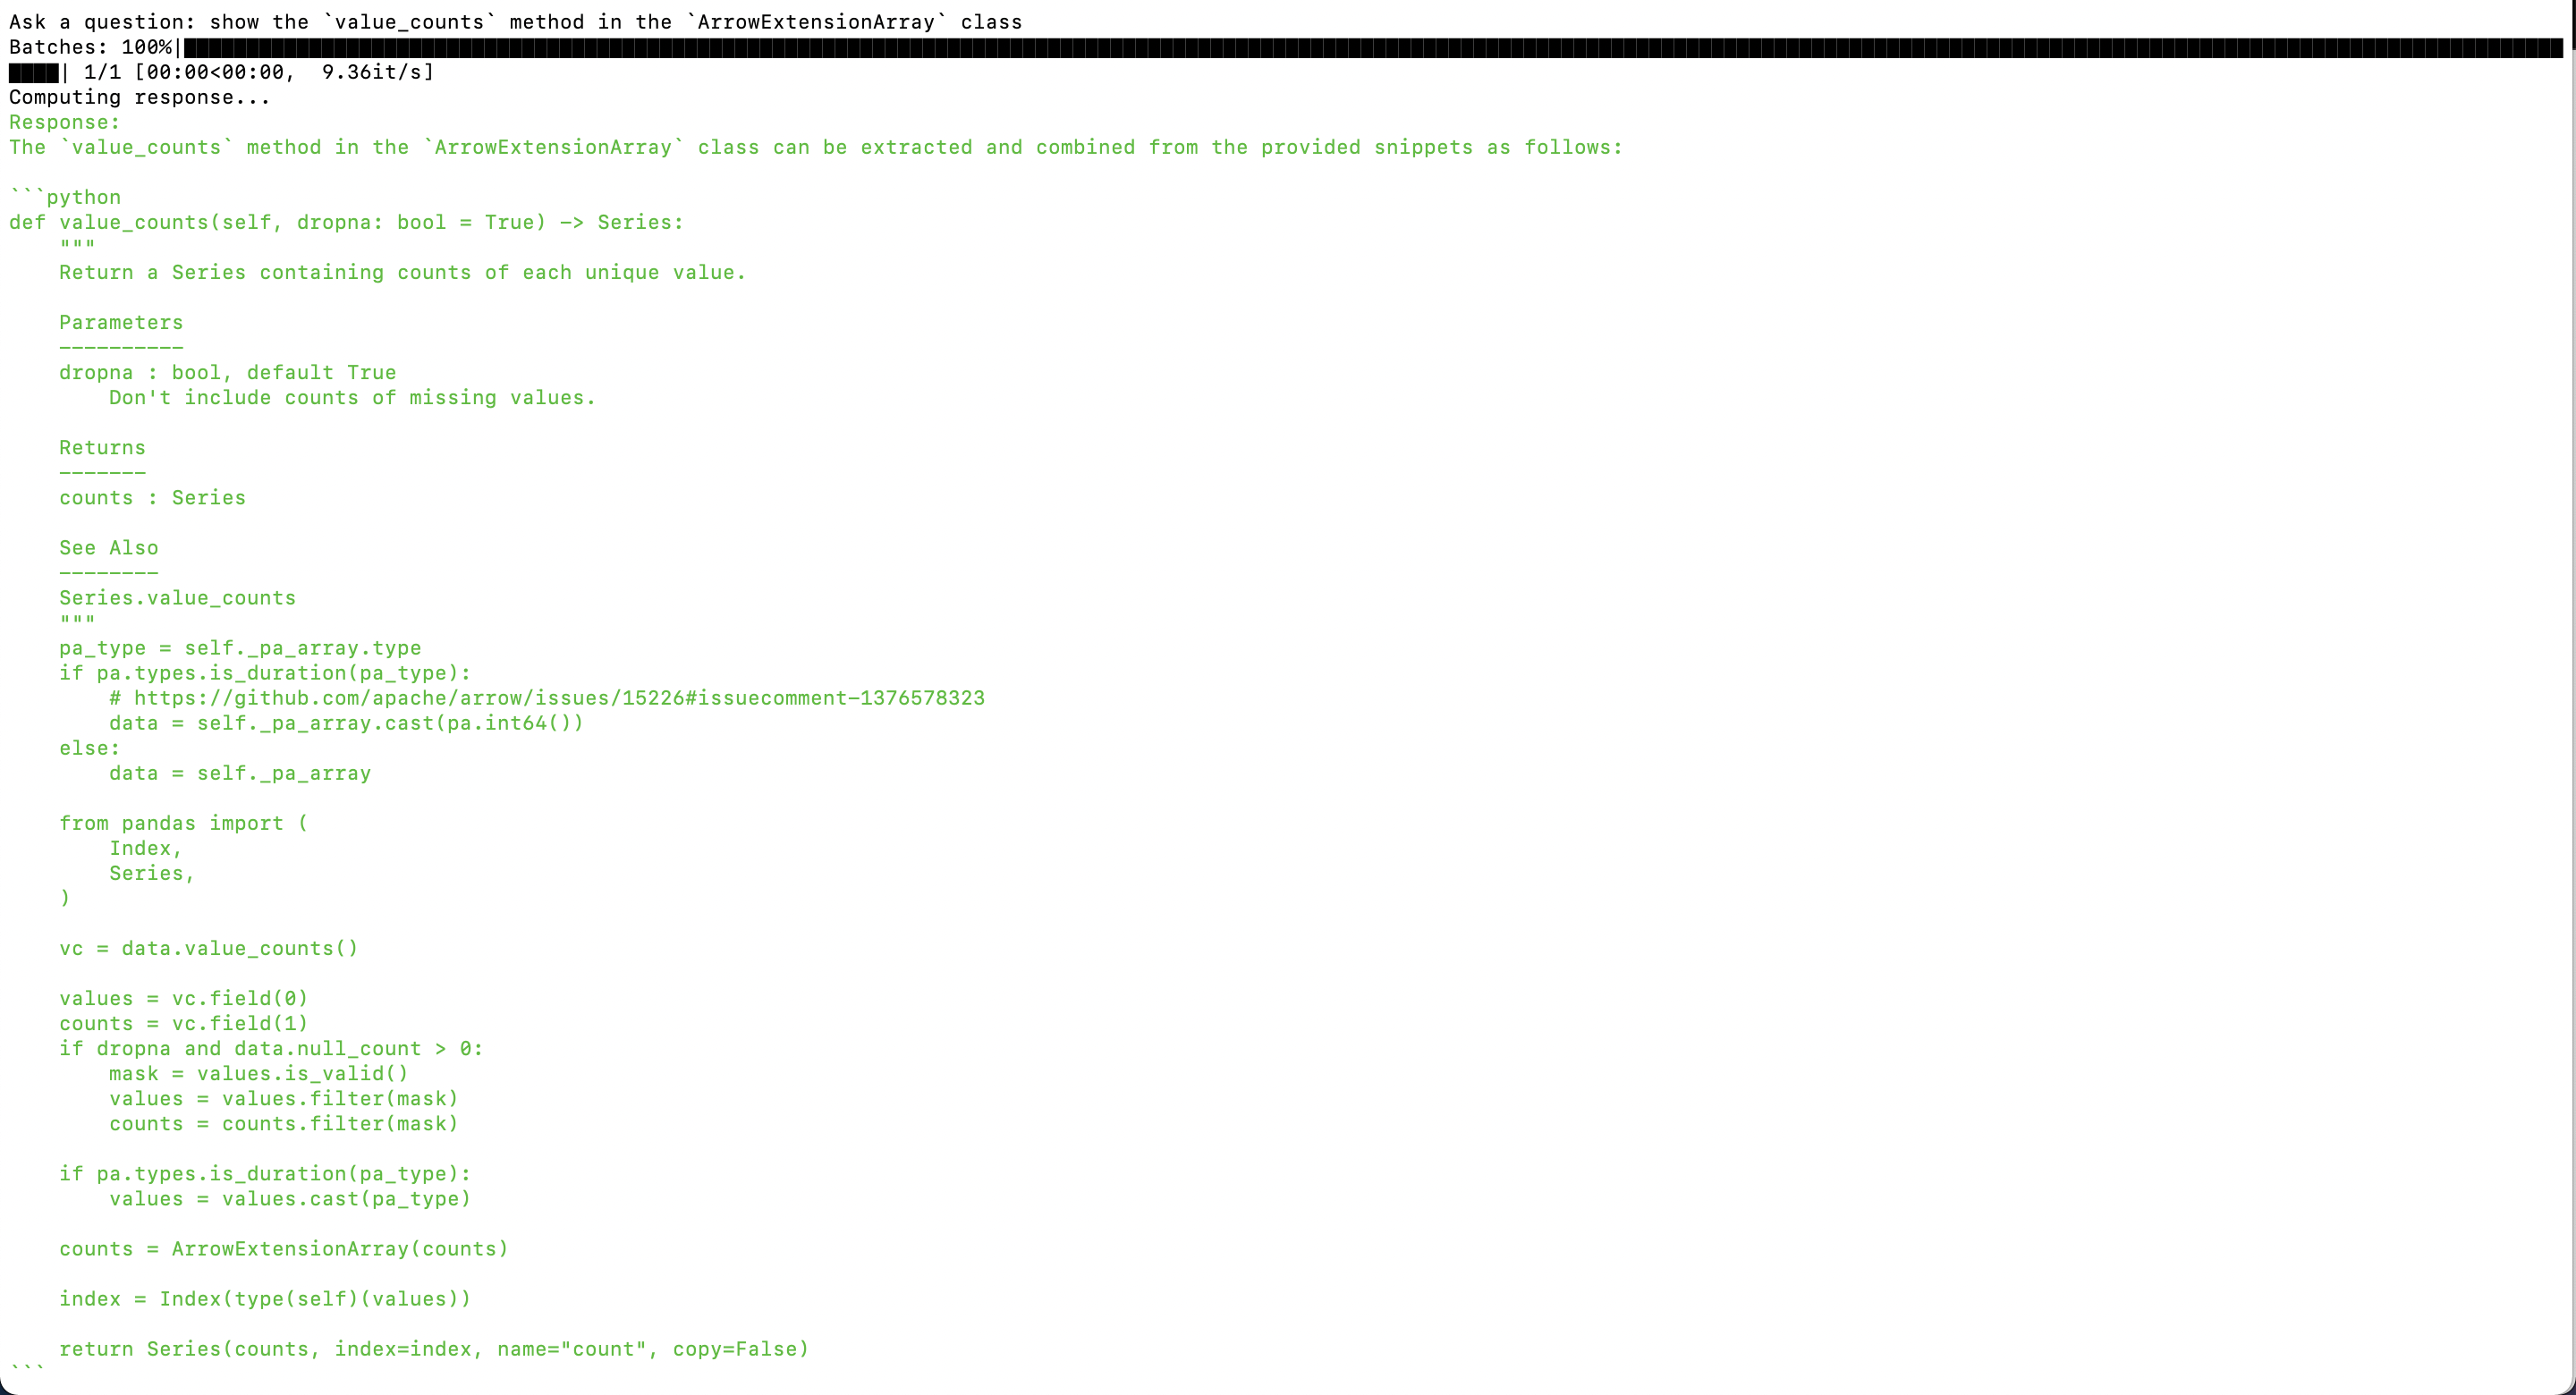 Ask a question: show the `value_counts` method in the `ArrowExtensionArray` class
Batches: 100%|
| 1/1 [00:00<00:00,  9.36it/s]
Computing response...
Response:
The `value_counts` method in the `ArrowExtensionArray` class can be extracted and combined from the provided snippets as follows:

```python
def value_counts(self, dropna: bool = True) -> Series:
    """
    Return a Series containing counts of each unique value.

    Parameters
    ----------
    dropna : bool, default True
        Don't include counts of missing values.

    Returns
    -------
    counts : Series

    See Also
    --------
    Series.value_counts
    """
    pa_type = self._pa_array.type
    if pa.types.is_duration(pa_type):
        # https://github.com/apache/arrow/issues/15226#issuecomment-1376578323
        data = self._pa_array.cast(pa.int64())
    else:
        data = self._pa_array

    from pandas import (
        Index,
        Series,
    )

    vc = data.value_counts()

    values = vc.field(0)
    counts = vc.field(1)
    if dropna and data.null_count > 0:
        mask = values.is_valid()
        values = values.filter(mask)
        counts = counts.filter(mask)

    if pa.types.is_duration(pa_type):
        values = values.cast(pa_type)

    counts = ArrowExtensionArray(counts)

    index = Index(type(self)(values))

    return Series(counts, index=index, name="count", copy=False)
```